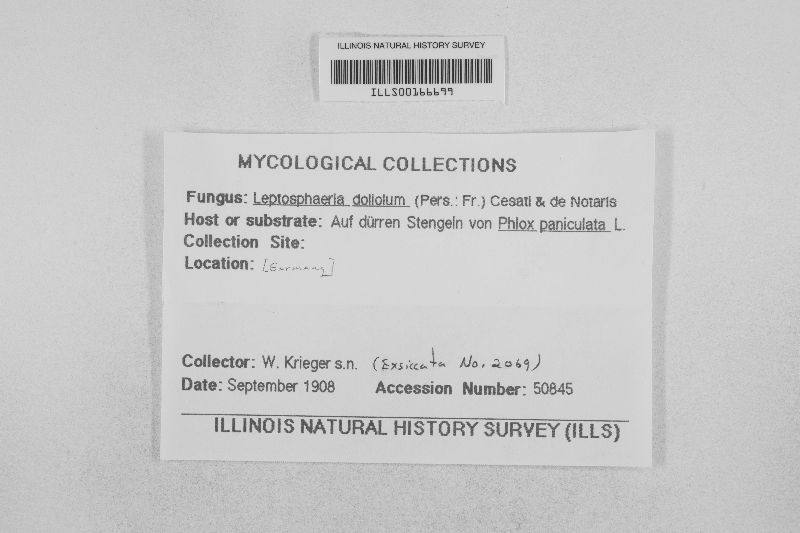 ILLINOIS NATURAL HISTORY SURVEY
ILLS00166699
MYCOLOGICAL COLLECTIONS
Fungus: Leptosphaeria doliolum (Pers.: Fr.) Cesati & de Notaris
Host or substrate: Auf dürren Stengeln von Phlox paniculata L.
Collection Site:
Location: [Germany]
Collector: W. Krieger s.n. (Exsiccata No. 2069)
Date: September 1908 Accession Number: 50845
ILLINOIS NATURAL HISTORY SURVEY (ILLS)